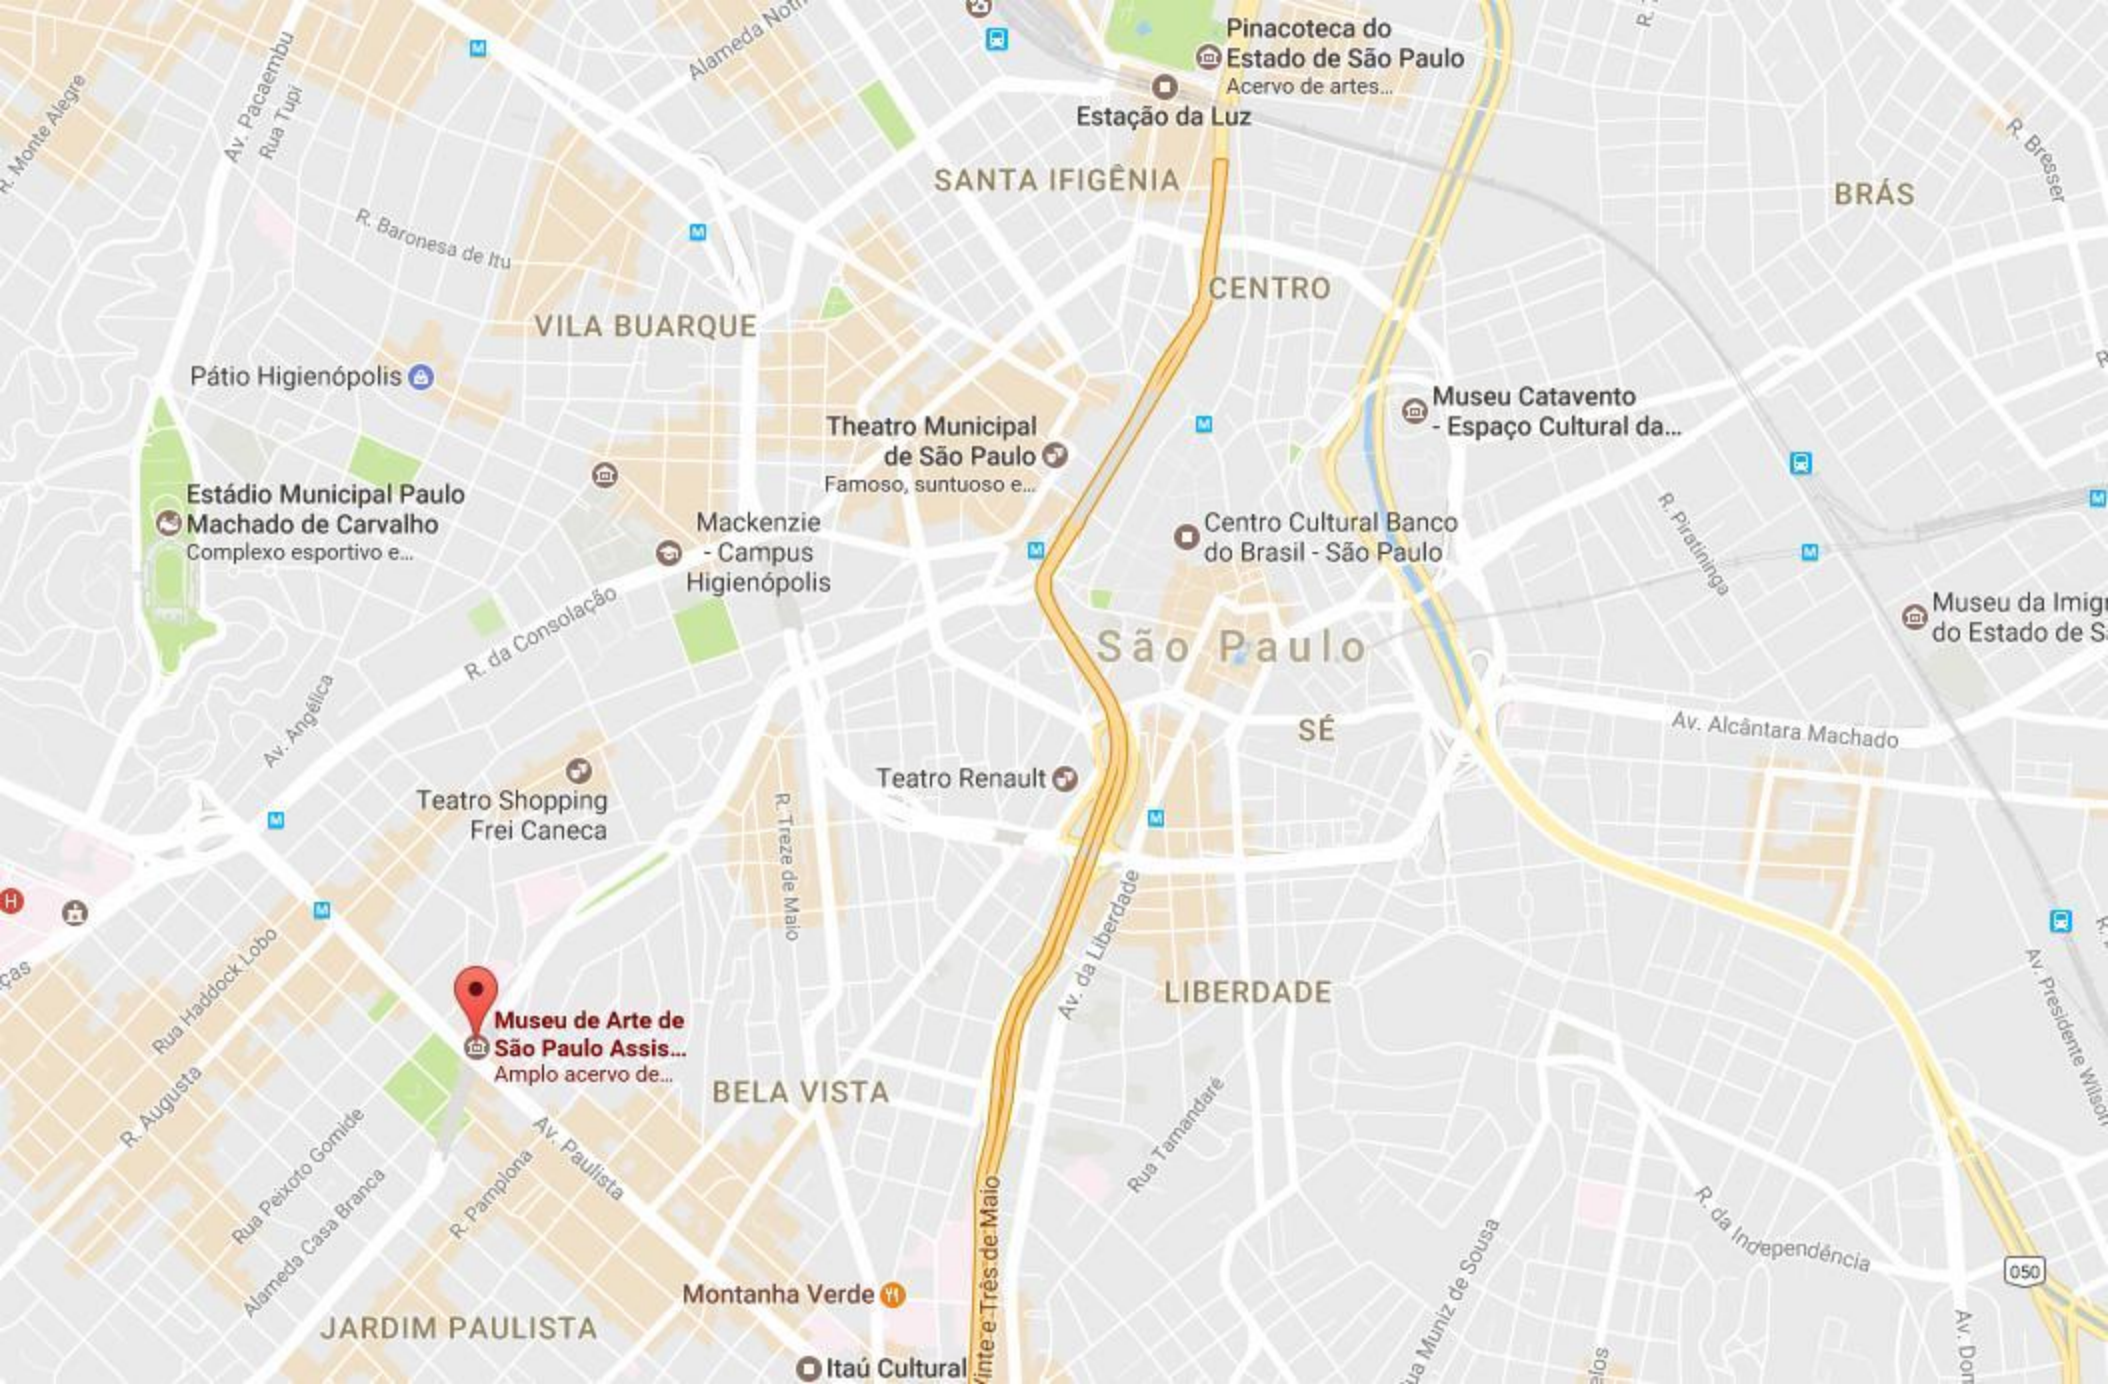 Alameda Noth
Pinacoteca do
Estado de São Paulo
Acervo de artes...
Estação da Luz
Av. Pacaembu
Rua Tupi
R. Monte Alegre
R. Bresser
SANTA IFIGÊNIA
BRÁS
R. Baronesa de Itu
CENTRO
VILA BUARQUE
Pátio Higienópolis
Theatro Municipal
de São Paulo
Famoso, suntuoso e...
Museu Catavento
- Espaço Cultural da...
Estádio Municipal Paulo
Machado de Carvalho
Complexo esportivo e...
Mackenzie
- Campus
Higienópolis
Centro Cultural Banco
do Brasil - São Paulo
R. Piratininga
Museu da Imig
do Estado de S
R. da Consolação
São Paulo
Av. Angélica
SÉ
Av. Alcântara Machado
Teatro Renault
Teatro Shopping
Frei Caneca
R. Treze de Maio
H
Rua Haddock Lobo
ças
Av. da Liberdade
LIBERDADE
Av. Presidente Wilson
Museu de Arte de
São Paulo Assis...
Amplo acervo de...
BELA VISTA
R. Augusta
Rua Peixoto Gomide
Alameda Casa Branca
R. Pamplona
Av. Paulista
Rua Tamandaré
R. da Independência
ua Muniz de Sousa
050
Montanha Verde
JARDIM PAULISTA
Vinte e Três de Maio
Itaú Cultural
elos
Av. Don